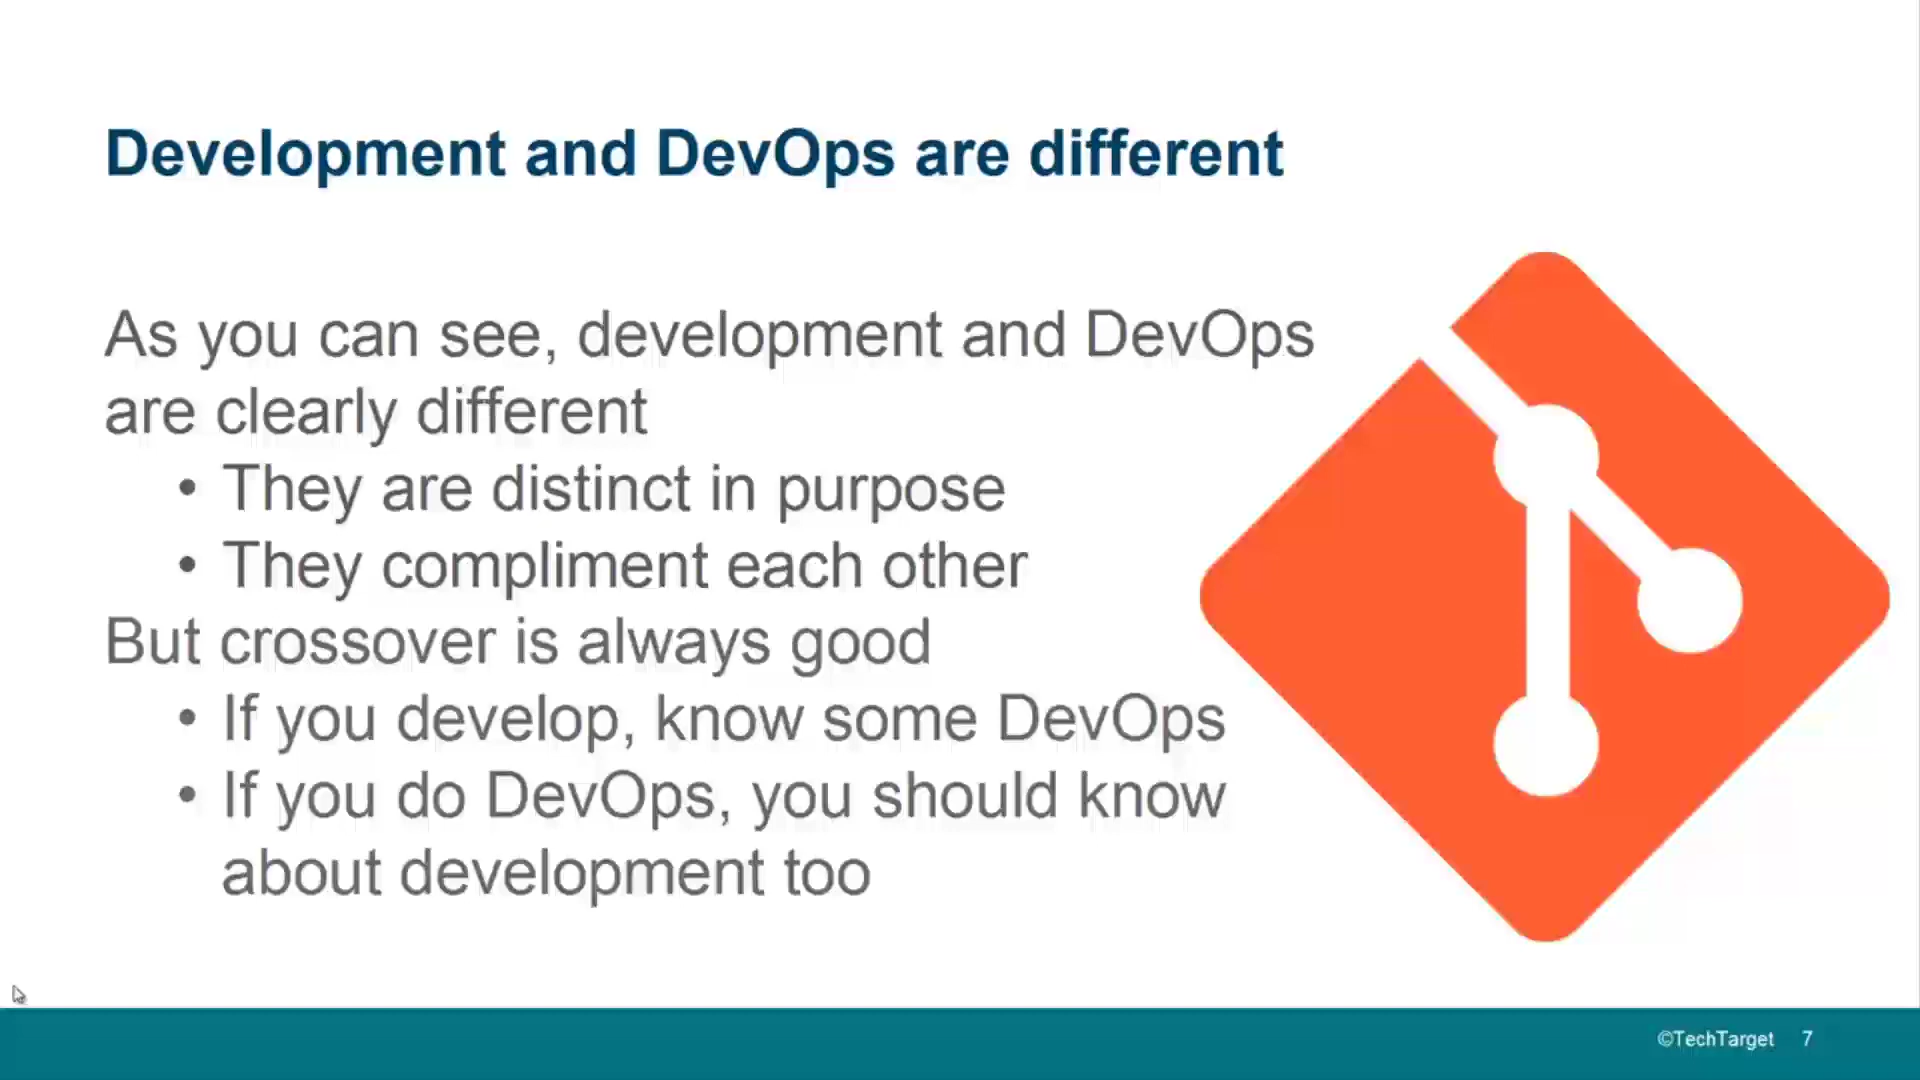 Development and DevOps are different
As you can see, development and DevOps
are clearly different
• They are distinct in purpose
• They compliment each other
But crossover is always good
• If you develop, know some DevOps
• If you do DevOps, you should know
about development too
©TechTarget 7